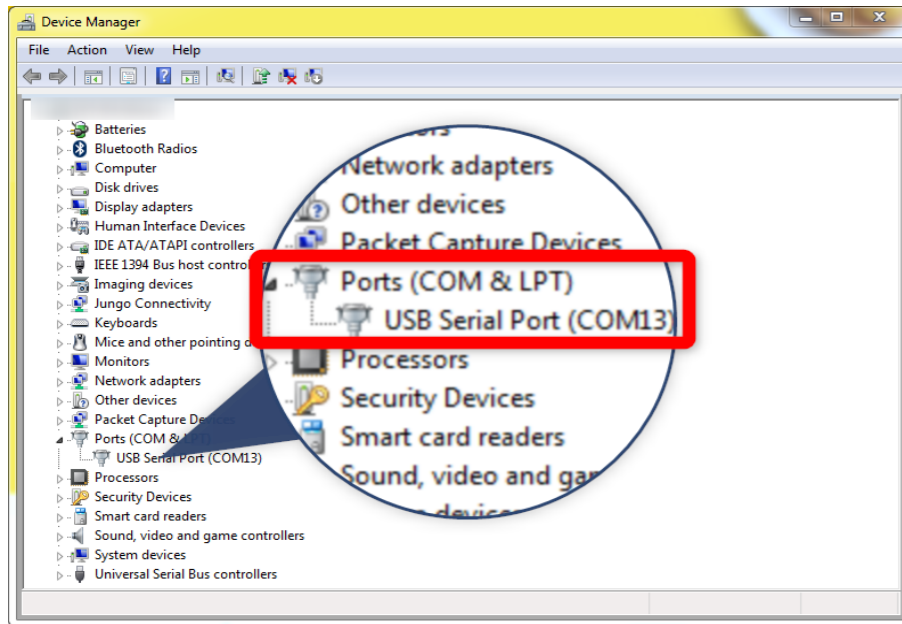 Device Manager
File Action View Help
Batteries
Bluetooth Radios
Computer
Disk drives
Display adapters
Human Interface Devices
IDE ATA/ATAPI controllers
IEEE 1394 Bus host
Imaging devices
Jungo Connectivity
Keyboards
Mice and other pointing
Monitors
Network adapters
Other devices
Packet Capture
Ports (COM &
USB Serial Port (COM13)
Processors
Security Devices
Smart card readers
Sound, video and game controllers
System devices
Universal Serial Bus controllers
Network adapters
Other devices
Packet Capture Devices
Ports (COM & LPT)
USB Serial Port (COM13)
Processors
Security Devices
Smart card readers
Sound, video and